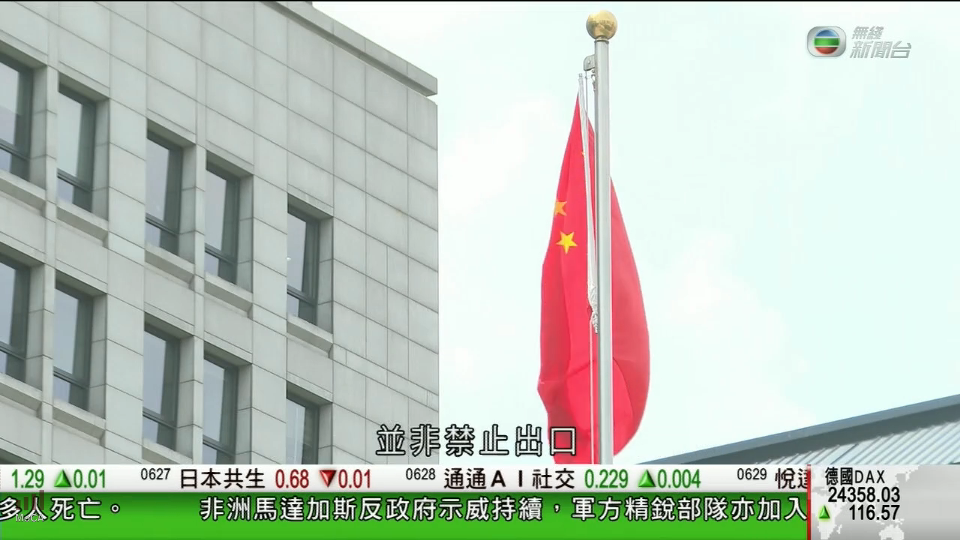 無綫
新聞台
並非禁止出口
1.29 ▲0.01 0627 日本共生 0.68 ▼0.01 0628 通通AI社交 0.229 ▲0.004 0629 悅達
德國DAX
24358.03
▲ 116.57
多人死亡。 非洲馬達加斯反政府示威持續，軍方精銳部隊亦加入